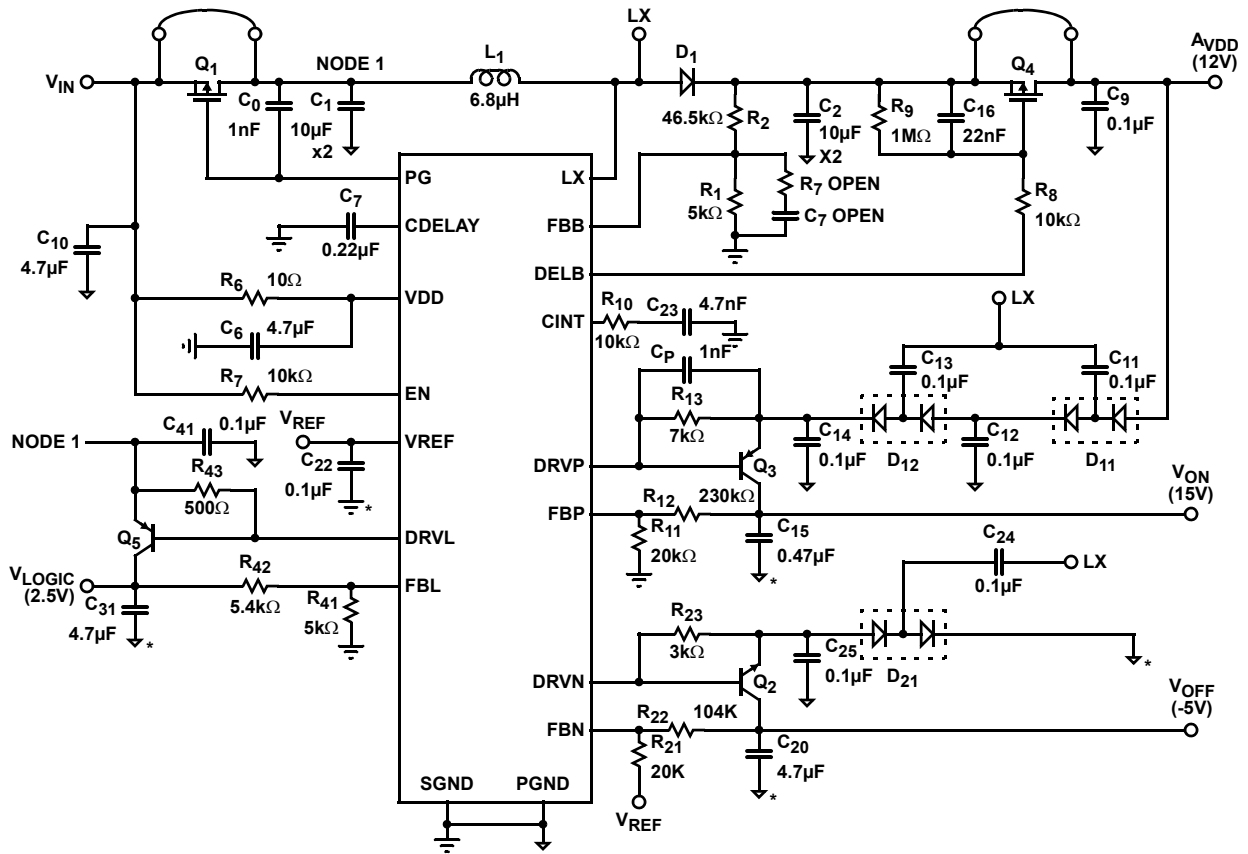 LX
VIN
Q1
NODE 1
L1
6.8µH
D1
Q4
AVDD
(12V)
C0
1nF
C1
10µF
x2
46.5kΩ
R2
C2
10µF
X2
R9
1MΩ
C16
22nF
C9
0.1µF
PG
LX
R1
5kΩ
R7 OPEN
C7 OPEN
R8
10kΩ
C7
0.22µF
CDELAY
FBB
C10
4.7µF
DELB
R6
10Ω
VDD
C6
4.7µF
CINT
R10
10kΩ
C23
4.7nF
LX
R7
10kΩ
EN
CP
1nF
C13
0.1µF
C11
0.1µF
NODE 1
C41
0.1µF
VREF
VREF
C22
0.1µF
*
R13
7kΩ
C14
0.1µF
D12
C12
0.1µF
D11
R43
500Ω
DRVP
Q3
VON
(15V)
Q5
DRVL
FBP
R12
230kΩ
R11
20kΩ
C15
0.47µF
*
C24
0.1µF
LX
VLOGIC
(2.5V)
R42
5.4kΩ
FBL
R41
5kΩ
C31
4.7µF
*
R23
3kΩ
C25
0.1µF
D21
*
DRVN
Q2
VOFF
(-5V)
FBN
R22
104K
R21
20K
C20
4.7µF
*
SGND
PGND
VREF